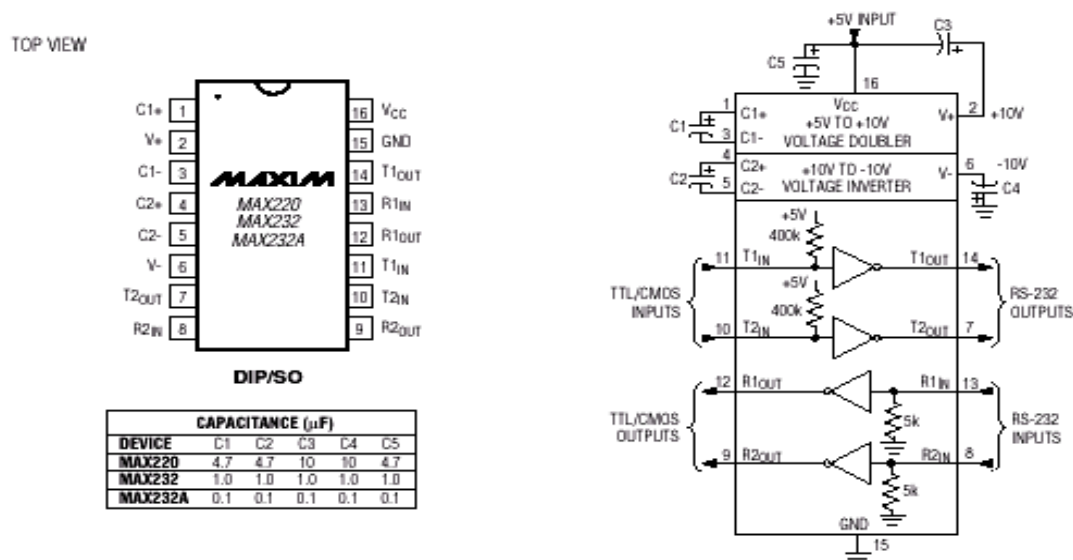 TOP VIEW
C1+ 1
V+ 2
C1- 3
C2+ 4
C2- 5
V- 6
T2OUT 7
R2IN 8
16 VCC
15 GND
14 T1OUT
13 R1IN
12 R1OUT
11 T1IN
10 T2IN
9 R2OUT
MAXIM
MAX220
MAX232
MAX232A
DIP/SO
CAPACITANCE (μF)
DEVICE C1 C2 C3 C4 C5
MAX220 4.7 4.7 10 10 4.7
MAX232 1.0 1.0 1.0 1.0 1.0
MAX232A 0.1 0.1 0.1 0.1 0.1
+5V INPUT
C3
C5
16
VCC
1 C1+
C1
3 C1-
+5V TO +10V
VOLTAGE DOUBLER
V+ 2 +10V
4 C2+
C2
5 C2-
+10V TO -10V
VOLTAGE INVERTER
V- 6 -10V
C4
+5V
400k
11 T1IN
T1OUT 14
TTL/CMOS
INPUTS
+5V
400k
RS-232
OUTPUTS
10 T2IN
T2OUT 7
12 R1OUT
R1IN 13
TTL/CMOS
OUTPUTS
5k
RS-232
INPUTS
9 R2OUT
R2IN 8
5k
GND
15